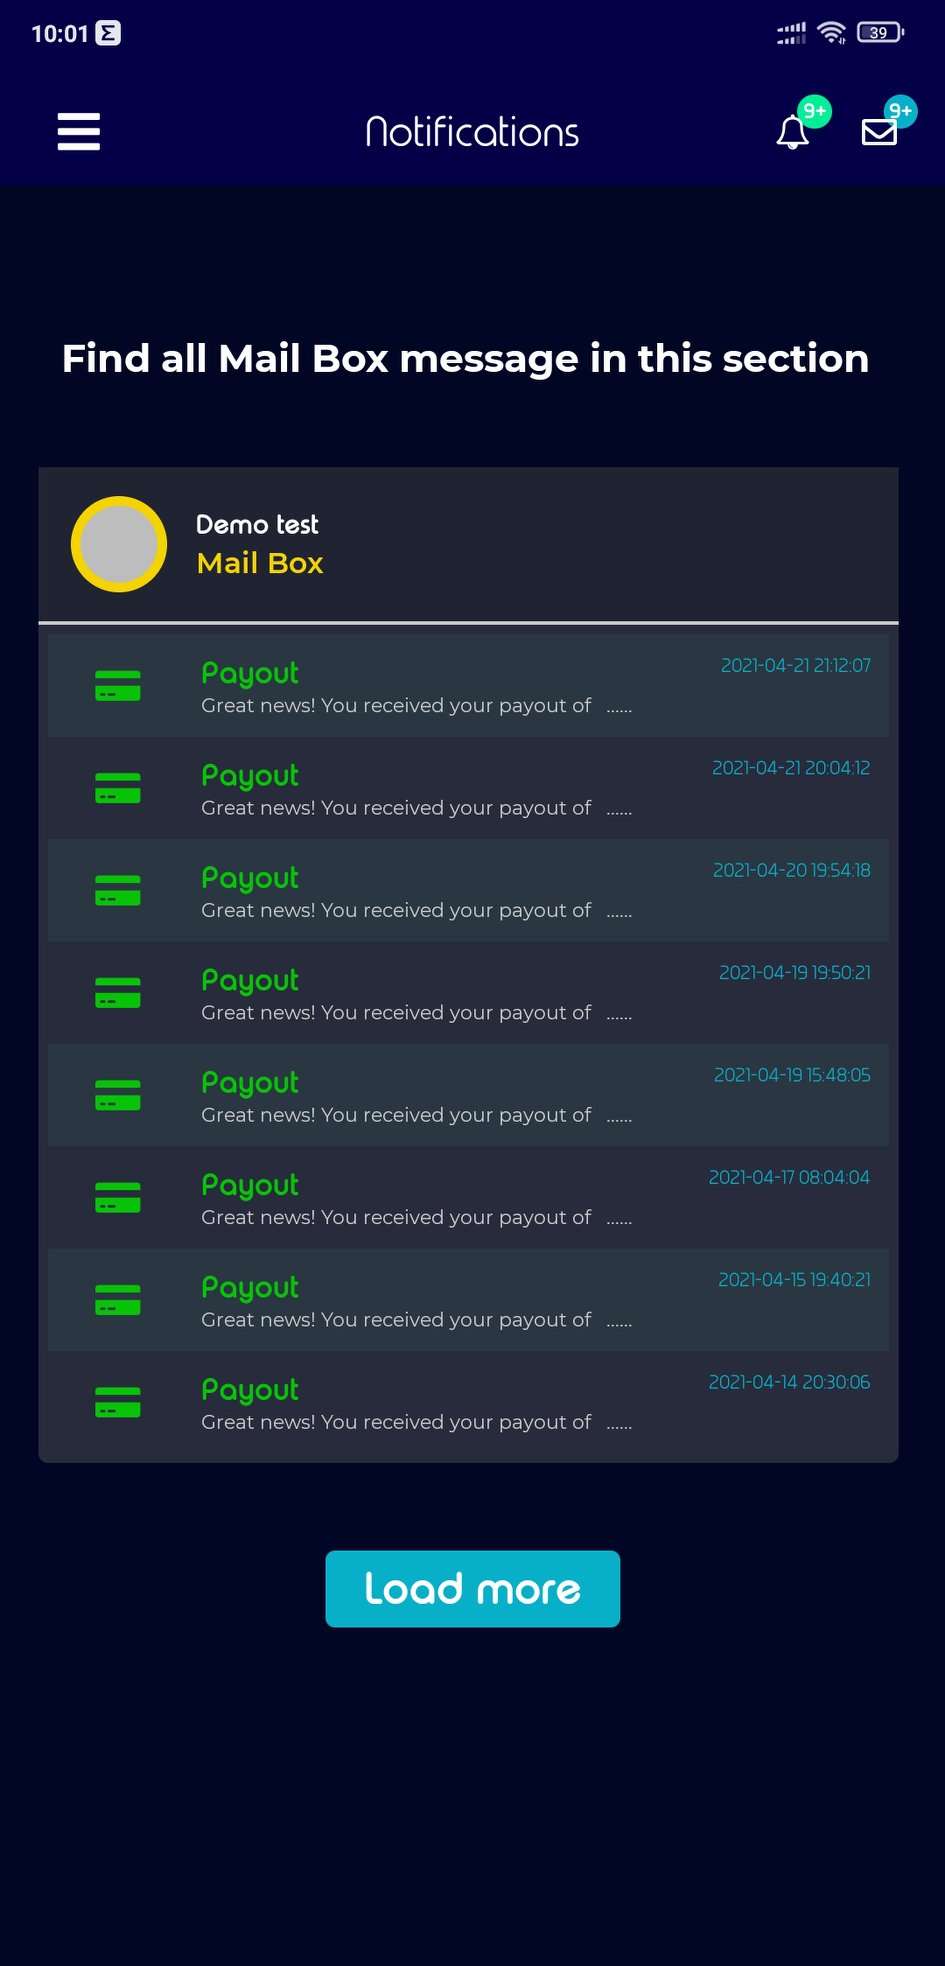 10:01
39
9+ 9+
Notifications
Find all Mail Box message in this section
Demo test
Mail Box
Payout 2021-04-21 21:12:07
Great news! You received your payout of ......
Payout 2021-04-21 20:04:12
Great news! You received your payout of ......
Payout 2021-04-20 19:54:18
Great news! You received your payout of ......
Payout 2021-04-19 19:50:21
Great news! You received your payout of ......
Payout 2021-04-19 15:48:05
Great news! You received your payout of ......
Payout 2021-04-17 08:04:04
Great news! You received your payout of ......
Payout 2021-04-15 19:40:21
Great news! You received your payout of ......
Payout 2021-04-14 20:30:06
Great news! You received your payout of ......
Load more